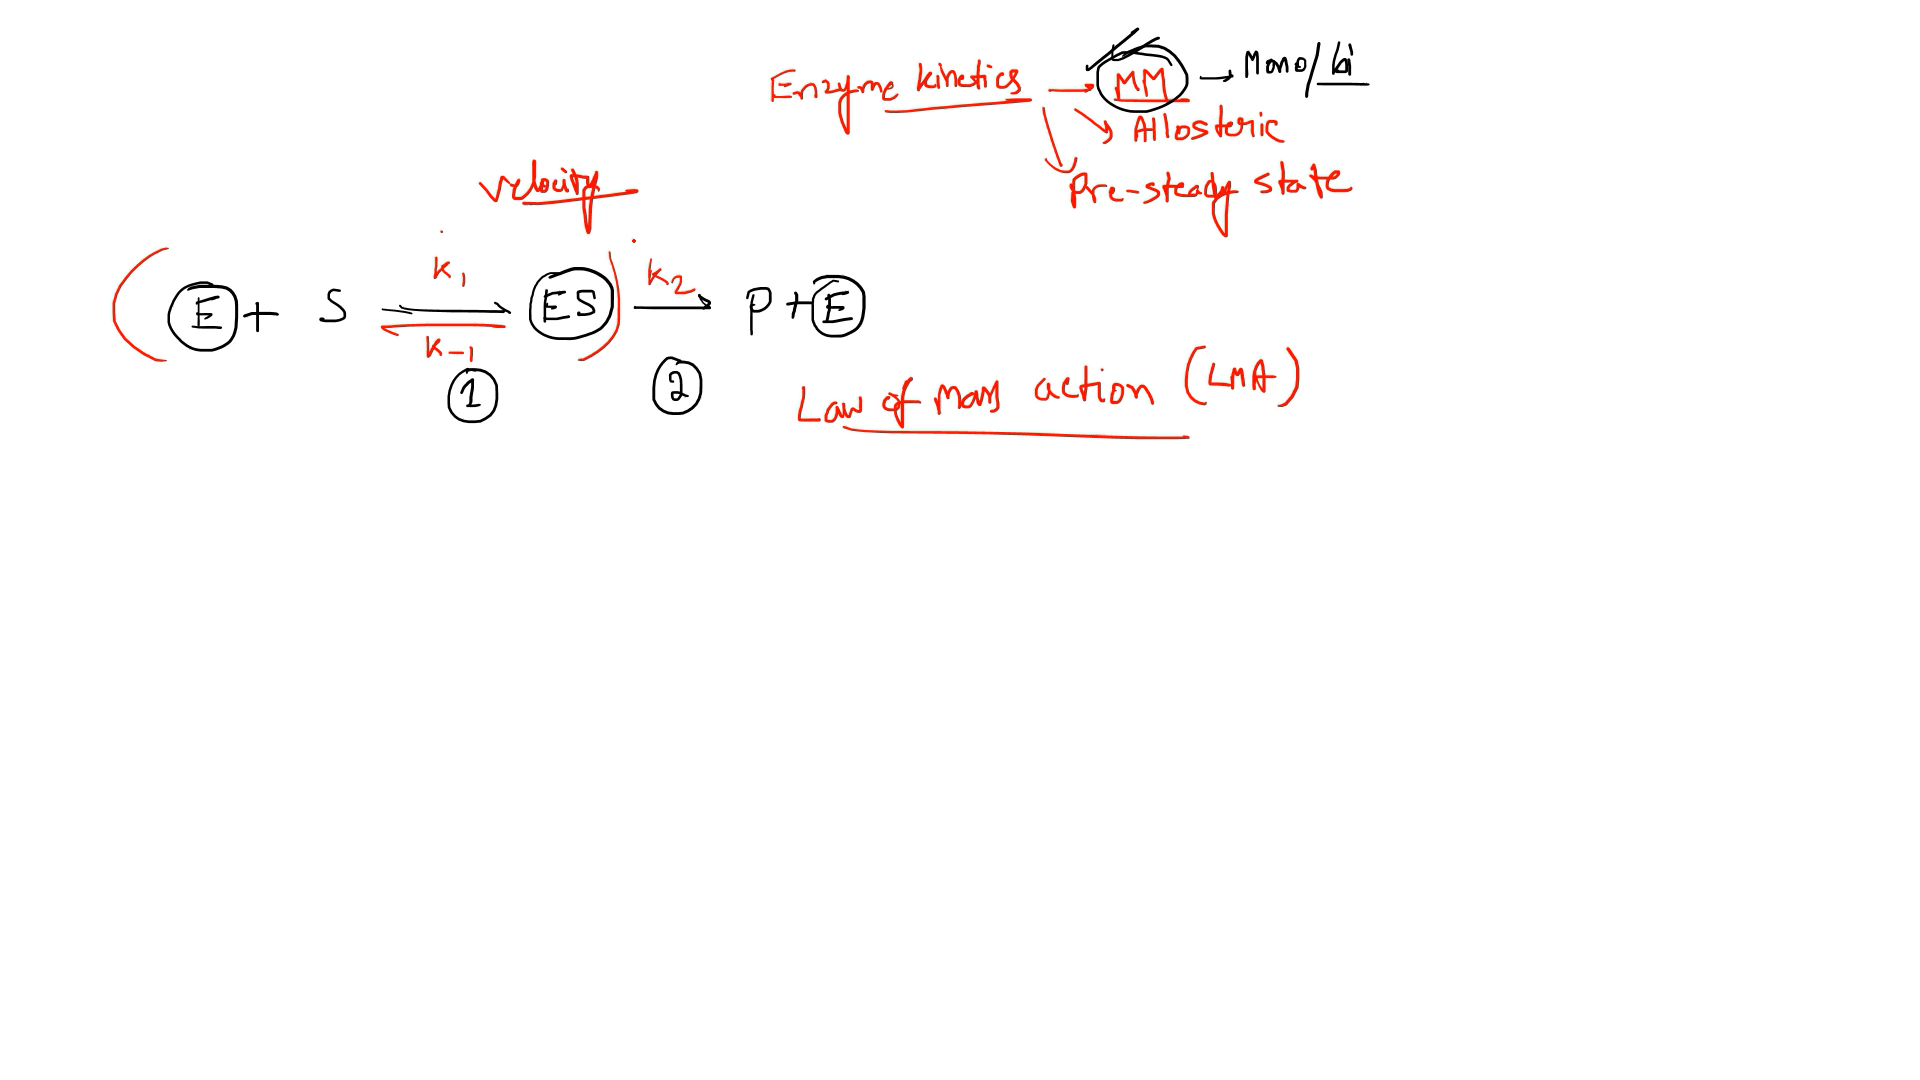 Enzyme kinetics → MM → Mono/bi
Allosteric
Pre-steady state
velocity
E + S ⇌ ES → P + E
k1
k2
k-1
1
2
Law of mass action (LMA)